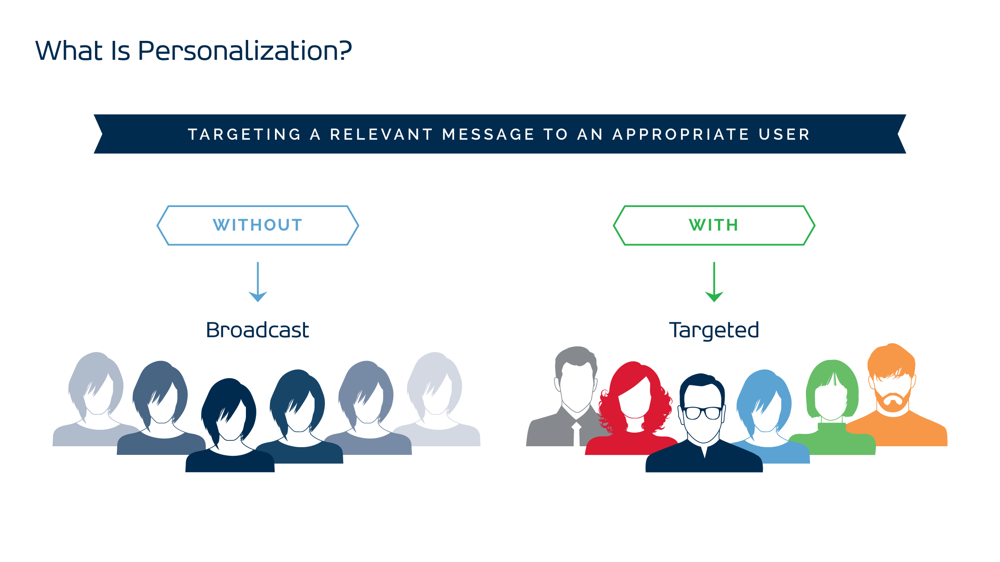 What Is Personalization?
TARGETING A RELEVANT MESSAGE TO AN APPROPRIATE USER
WITHOUT
WITH
Broadcast
Targeted